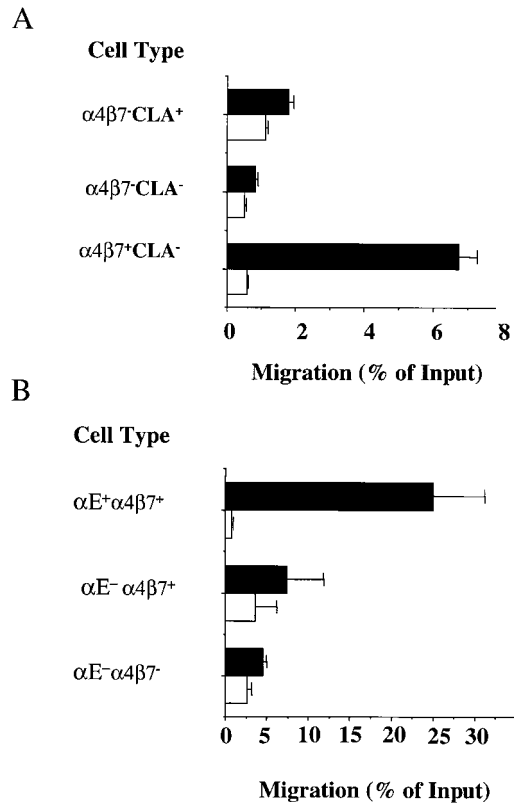 A
Cell Type
α4β7⁻CLA⁺
α4β7⁻CLA⁻
α4β7⁺CLA⁻
0 2 4 6 8
Migration (% of Input)
B
Cell Type
αE⁺α4β7⁺
αE⁻ α4β7⁺
αE⁻α4β7⁻
0 5 10 15 20 25 30
Migration (% of Input)